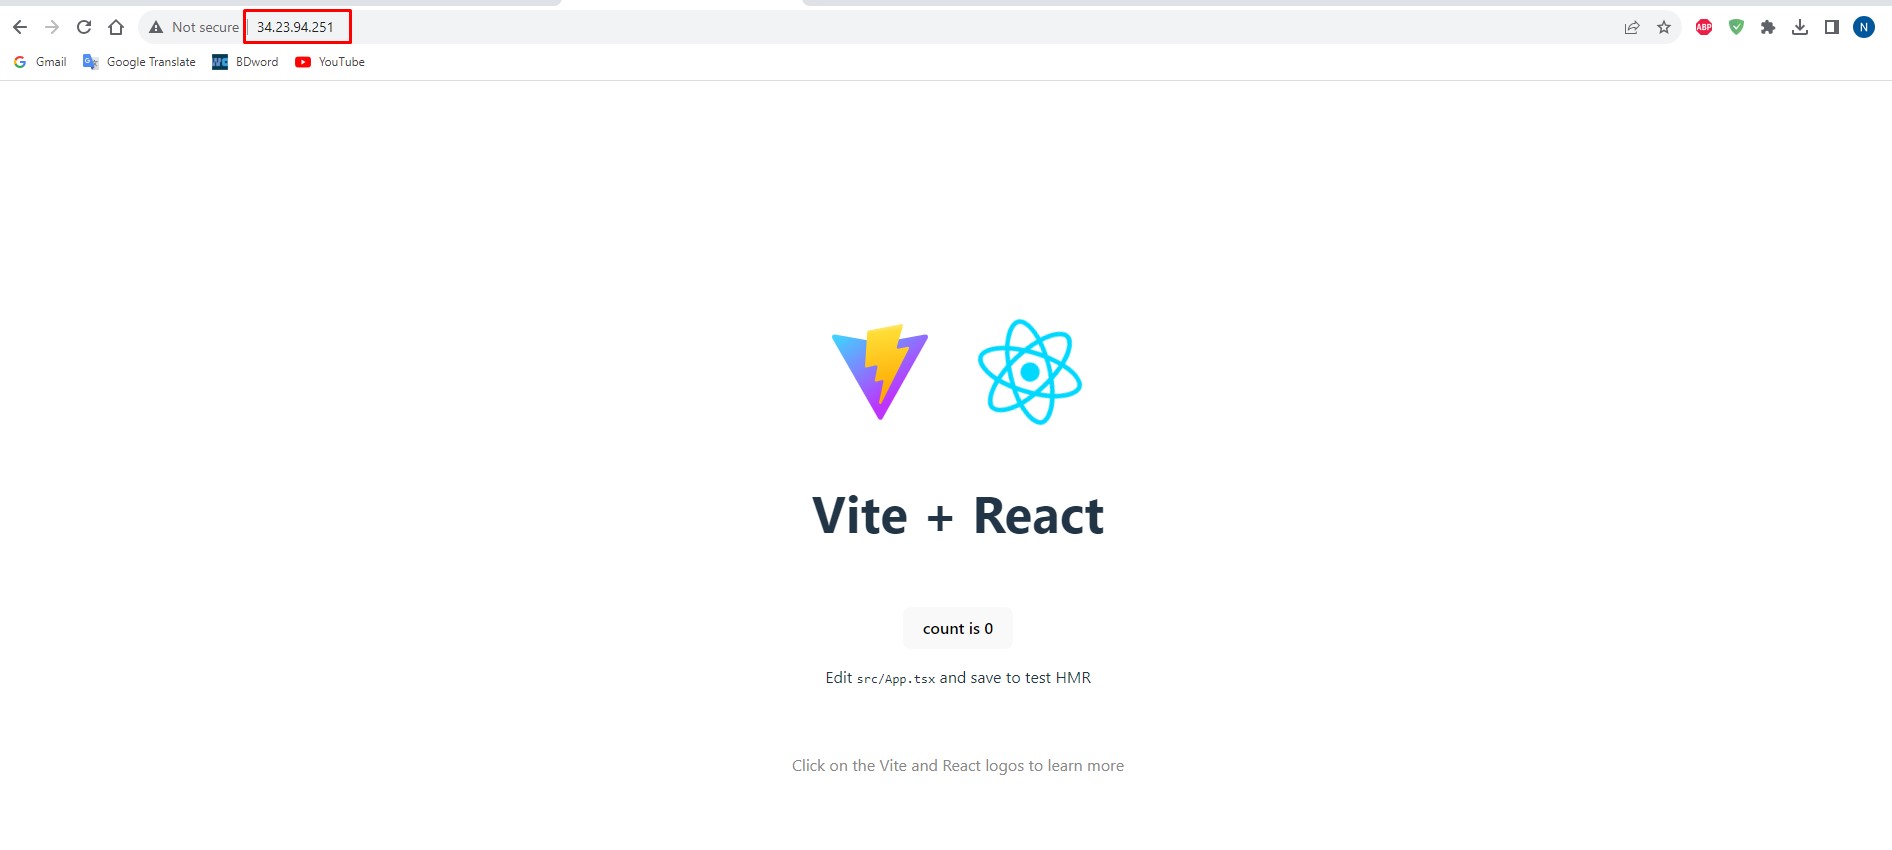 Not secure 34.23.94.251
ABP
N
G Gmail Google Translate WC BDword YouTube
Vite + React
count is 0
Edit src/App.tsx and save to test HMR
Click on the Vite and React logos to learn more